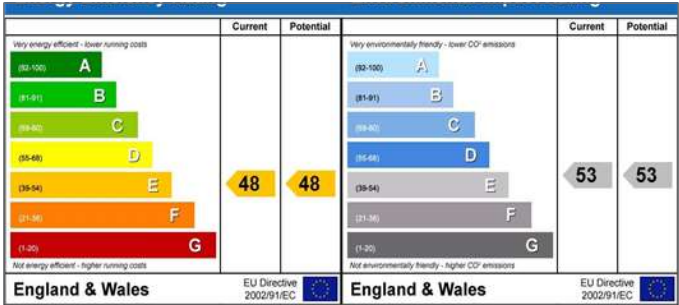 Current Potential
Very energy efficient - lower running costs
(92-100) A
(81-91) B
(69-80) C
(55-68) D
(39-54) E
48 48
(21-38) F
(1-20) G
Not energy efficient - higher running costs
England & Wales
EU Directive
2002/91/EC
Current Potential
Very environmentally friendly - lower CO² emissions
(92-100) A
(81-91) B
(69-80) C
(55-68) D
(39-54) E
53 53
(21-38) F
(1-20) G
Not environmentally friendly - higher CO² emissions
England & Wales
EU Directive
2002/91/EC